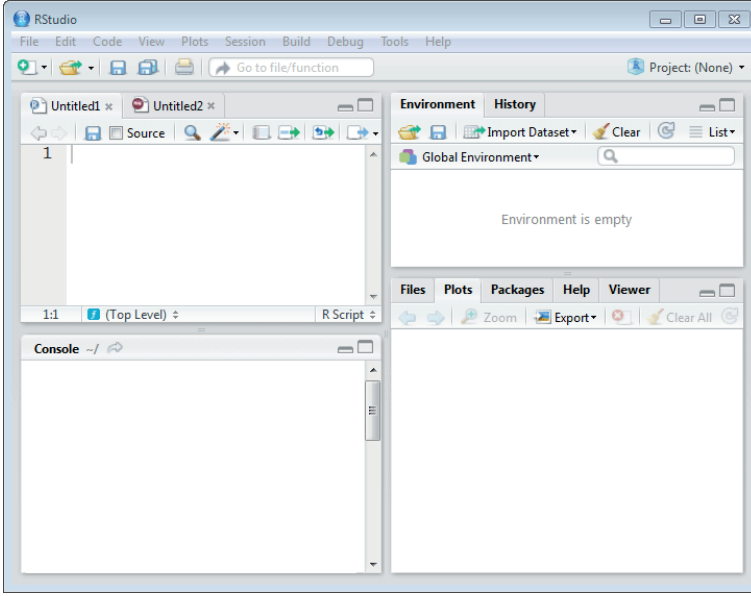 RStudio
File Edit Code View Plots Session Build Debug Tools Help
Go to file/function Project: (None)
Untitled1 × Untitled2 ×
Source
1
1:1 (Top Level) R Script
Console ~/
Environment History
Import Dataset Clear List
Global Environment
Environment is empty
Files Plots Packages Help Viewer
Zoom Export Clear All